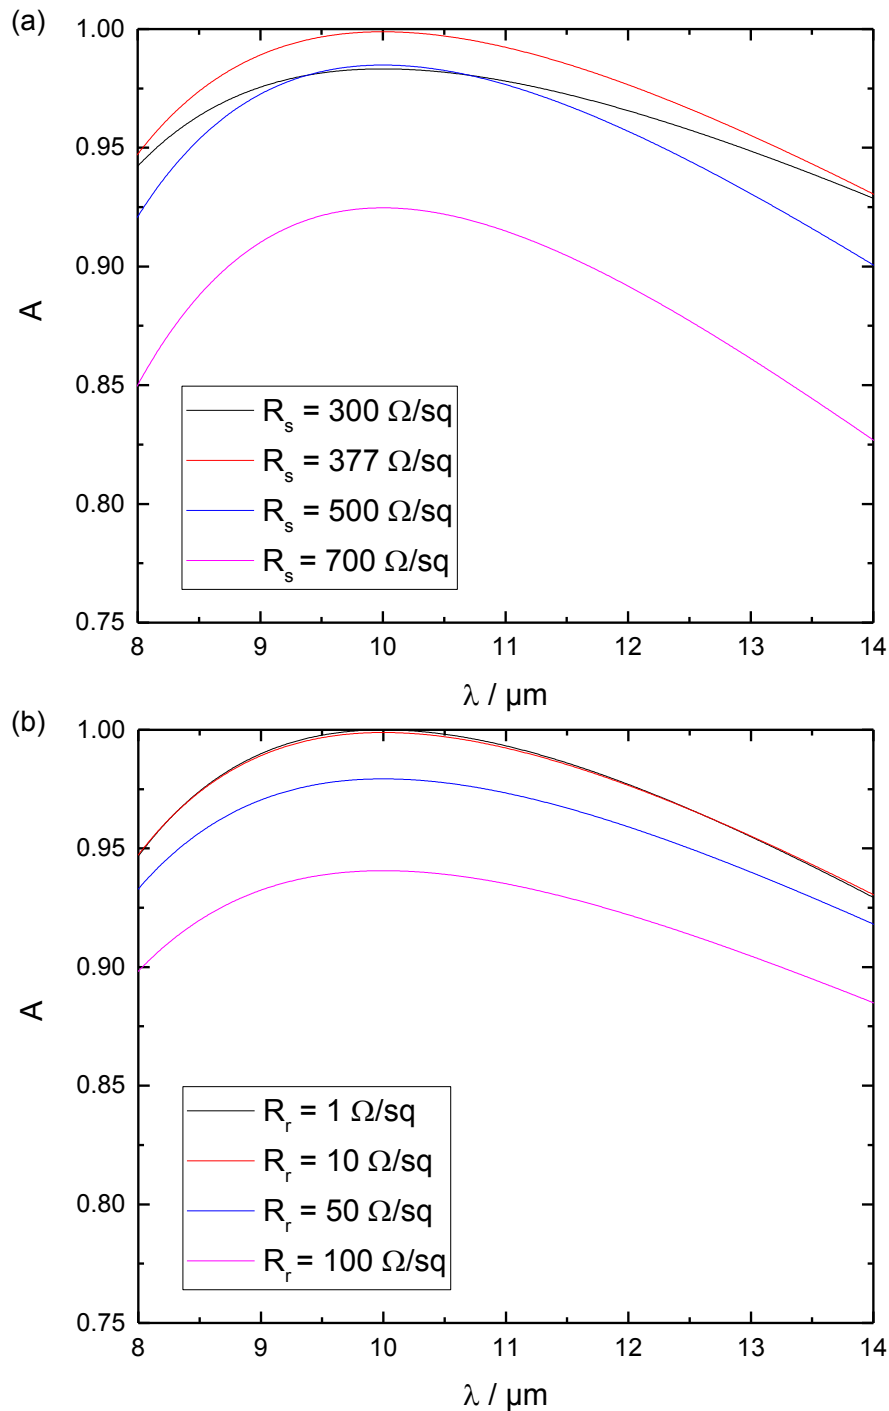 (a)
1.00
0.95
0.90
0.85
0.80
0.75
A
R_s = 300 Ω/sq
R_s = 377 Ω/sq
R_s = 500 Ω/sq
R_s = 700 Ω/sq
8 9 10 11 12 13 14
λ / μm
(b)
1.00
0.95
0.90
0.85
0.80
0.75
A
R_r = 1 Ω/sq
R_r = 10 Ω/sq
R_r = 50 Ω/sq
R_r = 100 Ω/sq
8 9 10 11 12 13 14
λ / μm